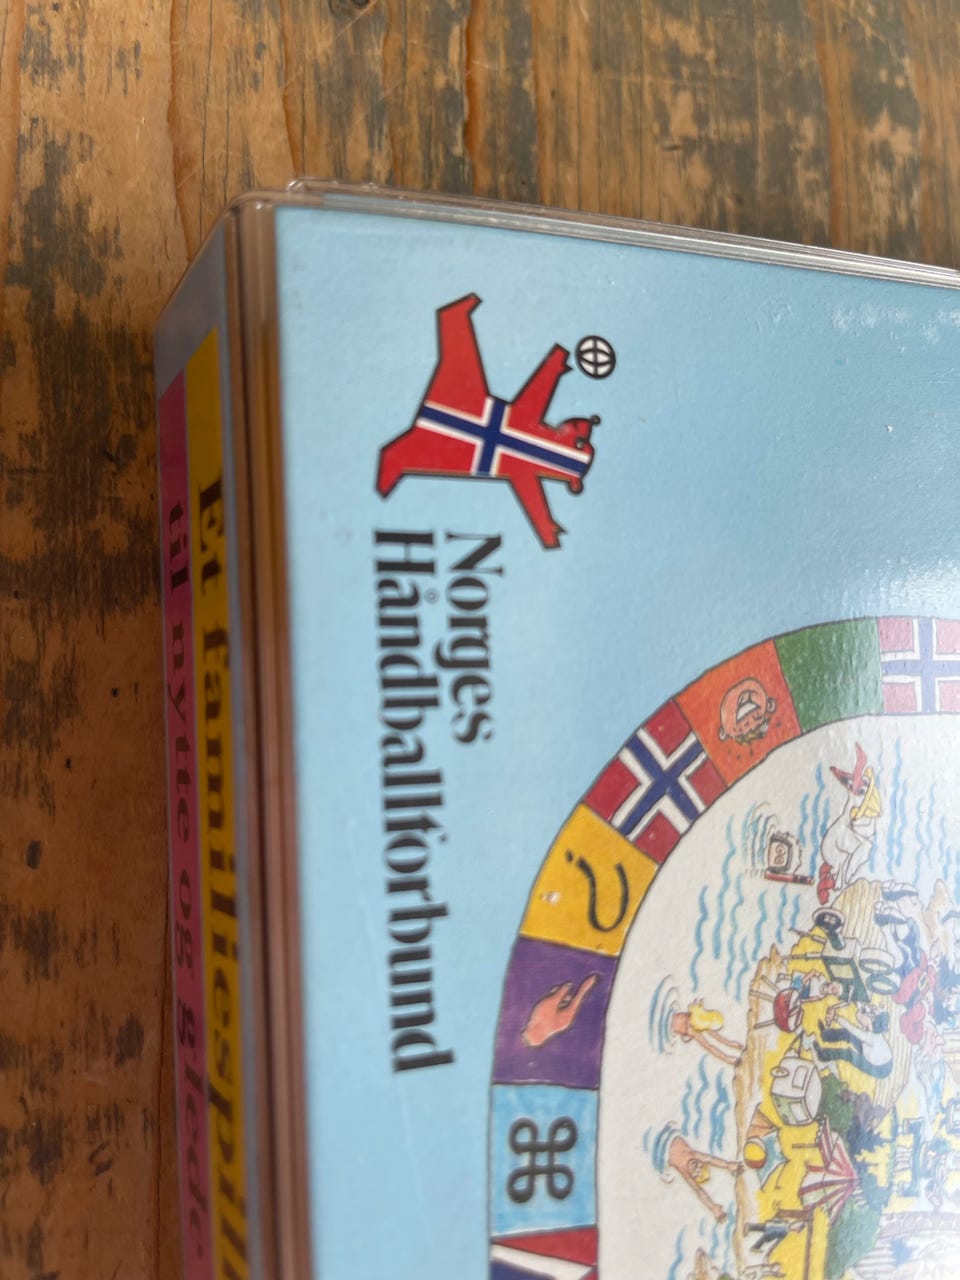 Norges
Håndballforbund
?
Et familiespill
til nytte og glede-